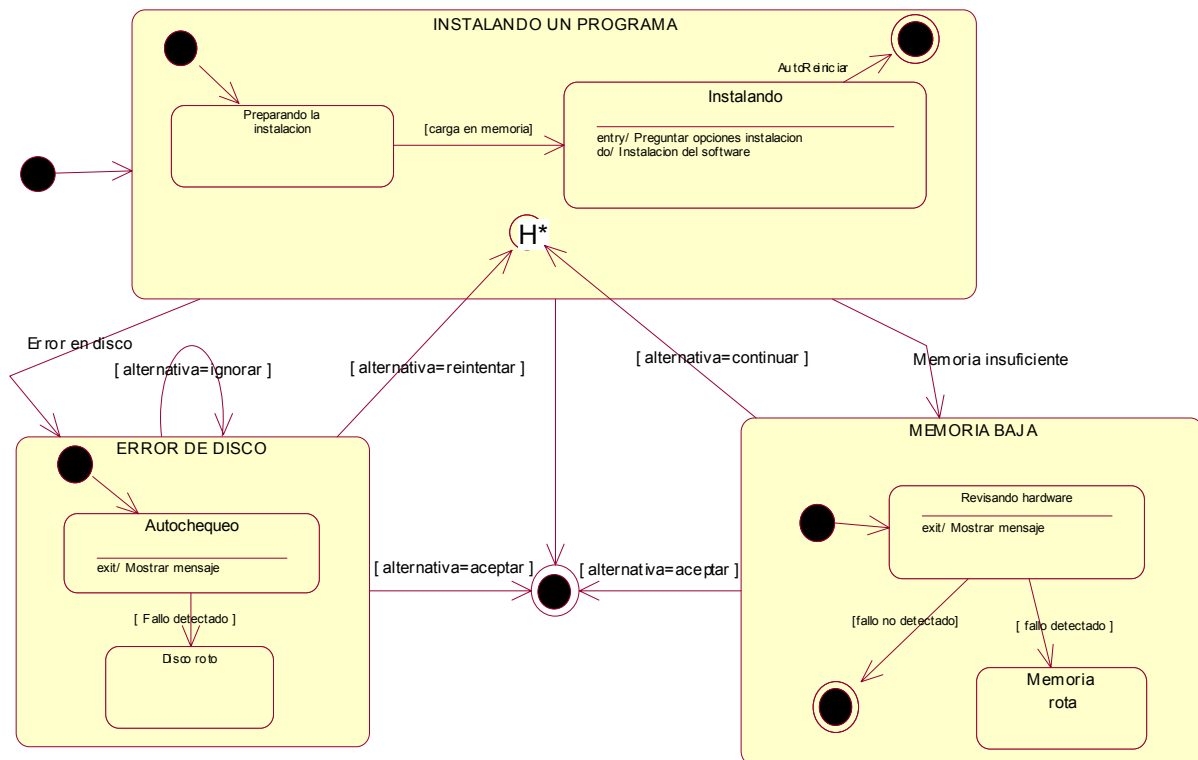 INSTALANDO UN PROGRAMA
AutoReiniciar
Preparando la
instalacion
[carga en memoria]
Instalando
entry/ Preguntar opciones instalacion
do/ Instalacion del software
H*
Error en disco
[ alternativa=ignorar ]
[ alternativa=reintentar ]
[ alternativa=continuar ]
Memoria insuficiente
ERROR DE DISCO
Autochequeo
exit/ Mostrar mensaje
[ Fallo detectado ]
Disco roto
[ alternativa=aceptar ]
[ alternativa=aceptar ]
MEMORIA BAJA
Revisando hardware
exit/ Mostrar mensaje
[fallo no detectado]
[ fallo detectado ]
Memoria
rota